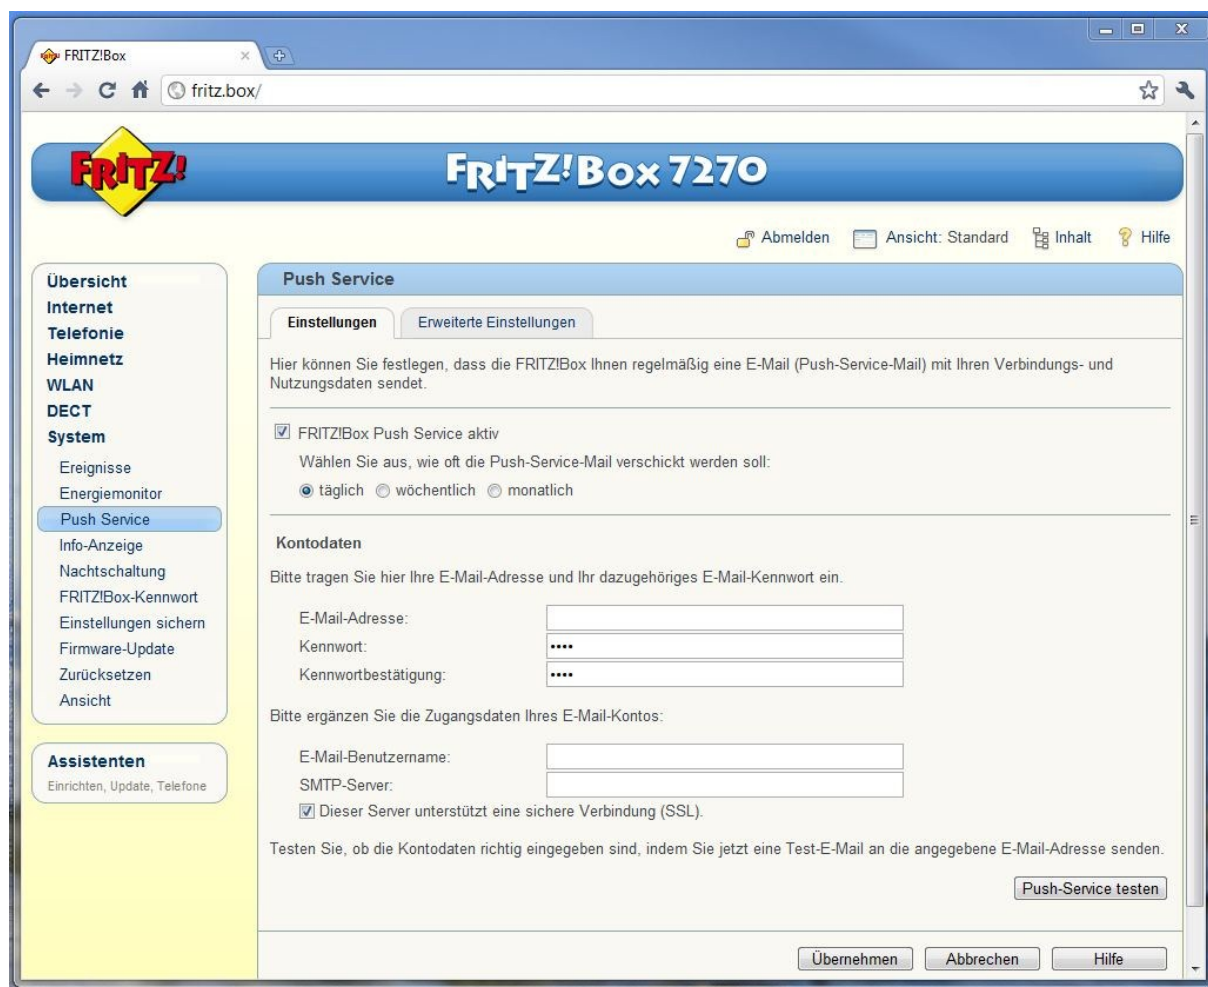 FRITZ!Box
fritz.box/
FRITZ!
FRITZ!Box 7270
Abmelden Ansicht: Standard Inhalt Hilfe
Übersicht
Internet
Telefonie
Heimnetz
WLAN
DECT
System
Ereignisse
Energiemonitor
Push Service
Info-Anzeige
Nachtschaltung
FRITZ!Box-Kennwort
Einstellungen sichern
Firmware-Update
Zurücksetzen
Ansicht
Assistenten
Einrichten, Update, Telefone
Push Service
Einstellungen Erweiterte Einstellungen
Hier können Sie festlegen, dass die FRITZ!Box Ihnen regelmäßig eine E-Mail (Push-Service-Mail) mit Ihren Verbindungs- und
Nutzungsdaten sendet.
FRITZ!Box Push Service aktiv
Wählen Sie aus, wie oft die Push-Service-Mail verschickt werden soll:
täglich wöchentlich monatlich
Kontodaten
Bitte tragen Sie hier Ihre E-Mail-Adresse und Ihr dazugehöriges E-Mail-Kennwort ein.
E-Mail-Adresse:
Kennwort: ••••
Kennwortbestätigung: ••••
Bitte ergänzen Sie die Zugangsdaten Ihres E-Mail-Kontos:
E-Mail-Benutzername:
SMTP-Server:
Dieser Server unterstützt eine sichere Verbindung (SSL).
Testen Sie, ob die Kontodaten richtig eingegeben sind, indem Sie jetzt eine Test-E-Mail an die angegebene E-Mail-Adresse senden.
Push-Service testen
Übernehmen Abbrechen Hilfe